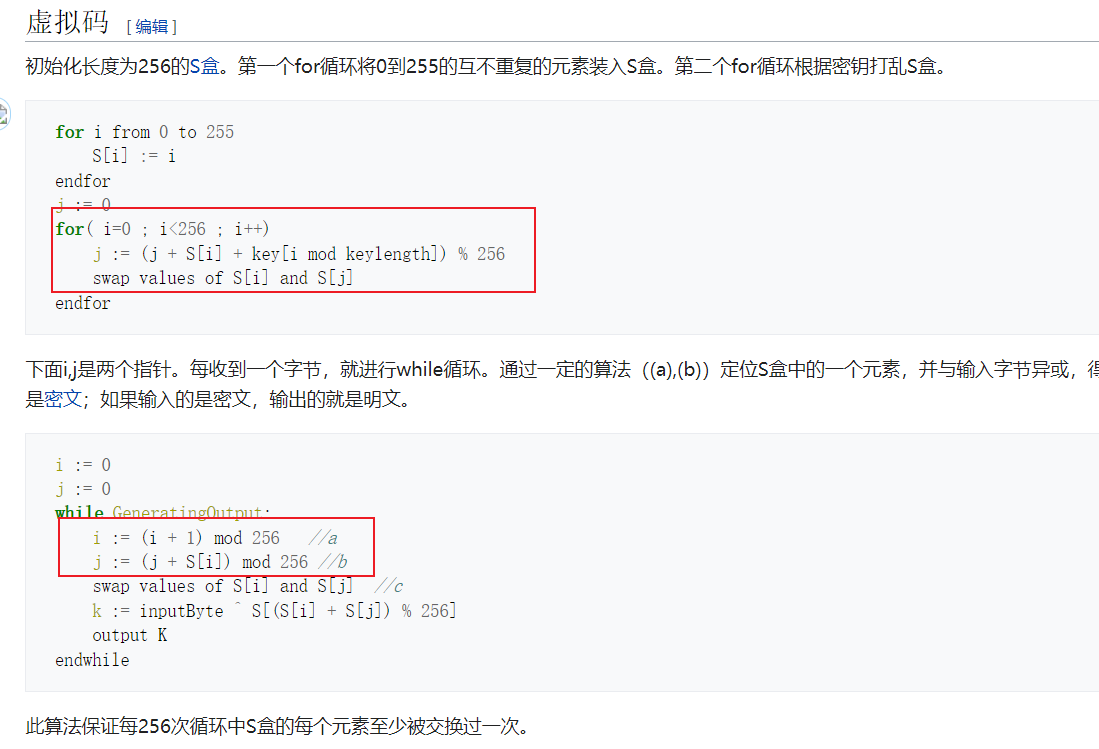 虚拟码 [编辑]
初始化长度为256的S盒。第一个for循环将0到255的互不重复的元素装入S盒。第二个for循环根据密钥打乱S盒。
for i from 0 to 255
    S[i] := i
endfor
j := 0
for( i=0 ; i<256 ; i++)
    j := (j + S[i] + key[i mod keylength]) % 256
    swap values of S[i] and S[j]
endfor
下面i,j是两个指针。每收到一个字节，就进行while循环。通过一定的算法（(a),(b)）定位S盒中的一个元素，并与输入字节异或，得
是密文；如果输入的是密文，输出的就是明文。
i := 0
j := 0
while GeneratingOutput:
    i := (i + 1) mod 256   //a
    j := (j + S[i]) mod 256 //b
    swap values of S[i] and S[j]  //c
    k := inputByte ^ S[(S[i] + S[j]) % 256]
    output K
endwhile
此算法保证每256次循环中S盒的每个元素至少被交换过一次。